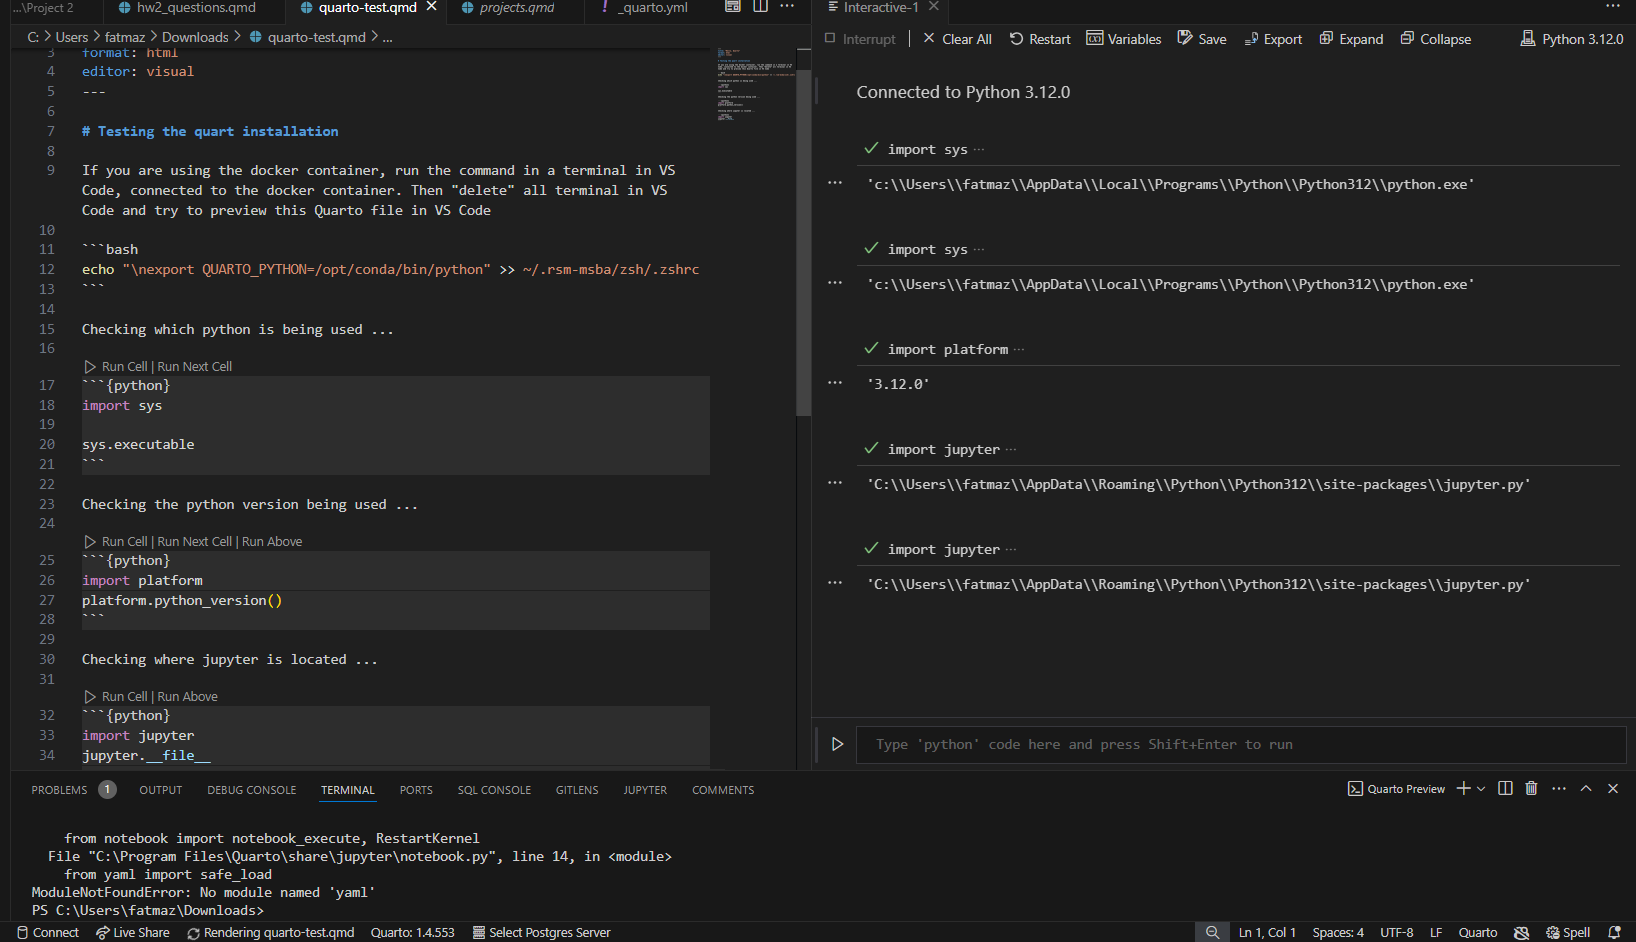 ...\Project 2
hw2_questions.qmd
quarto-test.qmd
projects.qmd
! _quarto.yml
C: > Users > fatmaz > Downloads > quarto-test.qmd > ...
3 format: html
4 editor: visual
5 ---
6
7 # Testing the quart installation
8
9 If you are using the docker container, run the command in a terminal in VS
Code, connected to the docker container. Then "delete" all terminal in VS
Code and try to preview this Quarto file in VS Code
10
11 ```bash
12 echo "\nexport QUARTO_PYTHON=/opt/conda/bin/python" >> ~/.rsm-msba/zsh/.zshrc
13 ```
14
15 Checking which python is being used ...
16
Run Cell | Run Next Cell
17 ```{python}
18 import sys
19
20 sys.executable
21 ```
22
23 Checking the python version being used ...
24
Run Cell | Run Next Cell | Run Above
25 ```{python}
26 import platform
27 platform.python_version()
28 ```
29
30 Checking where jupyter is located ...
31
Run Cell | Run Above
32 ```{python}
33 import jupyter
34 jupyter.__file__
Interactive-1
Interrupt | Clear All Restart Variables Save Export Expand Collapse Python 3.12.0
Connected to Python 3.12.0
import sys ...
'c:\\Users\\fatmaz\\AppData\\Local\\Programs\\Python\\Python312\\python.exe'
import sys ...
'c:\\Users\\fatmaz\\AppData\\Local\\Programs\\Python\\Python312\\python.exe'
import platform ...
'3.12.0'
import jupyter ...
'C:\\Users\\fatmaz\\AppData\\Roaming\\Python\\Python312\\site-packages\\jupyter.py'
import jupyter ...
'C:\\Users\\fatmaz\\AppData\\Roaming\\Python\\Python312\\site-packages\\jupyter.py'
Type 'python' code here and press Shift+Enter to run
PROBLEMS 1 OUTPUT DEBUG CONSOLE TERMINAL PORTS SQL CONSOLE GITLENS JUPYTER COMMENTS
Quarto Preview
from notebook import notebook_execute, RestartKernel
File "C:\Program Files\Quarto\share\jupyter\notebook.py", line 14, in <module>
from yaml import safe_load
ModuleNotFoundError: No module named 'yaml'
PS C:\Users\fatmaz\Downloads>
Connect Live Share Rendering quarto-test.qmd Quarto: 1.4.553 Select Postgres Server
Ln 1, Col 1 Spaces: 4 UTF-8 LF Quarto Spell